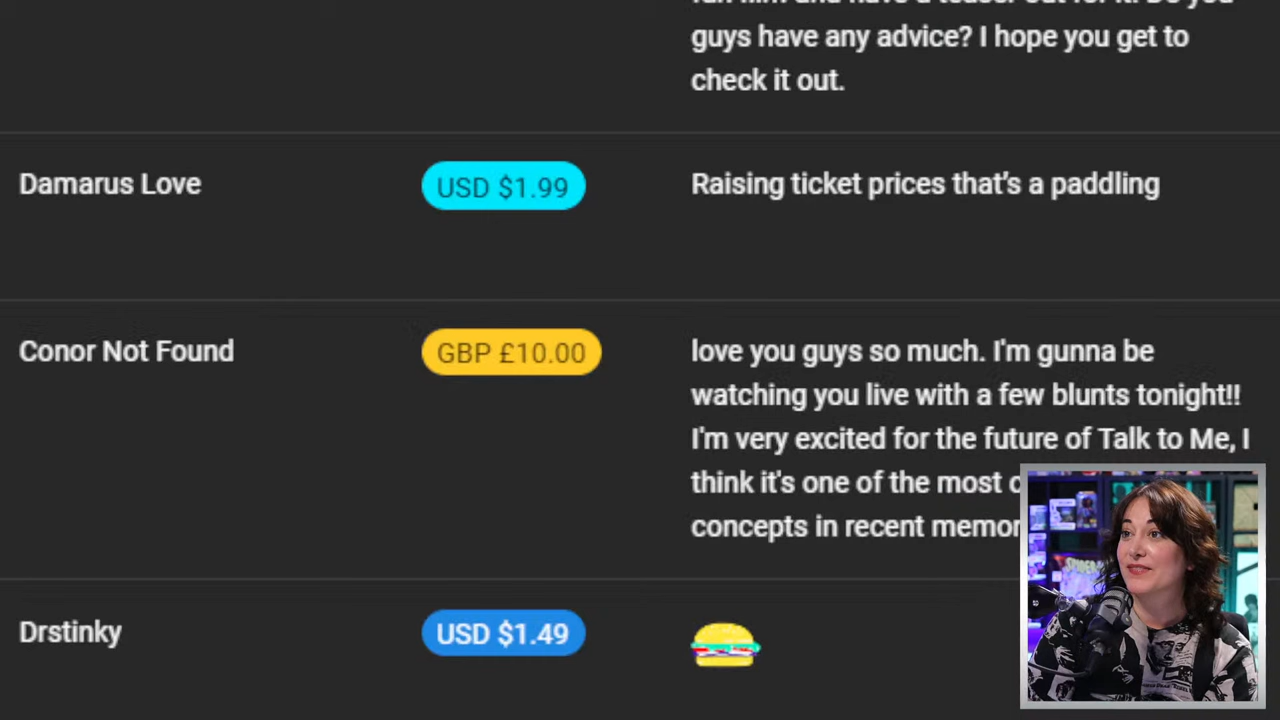 guys have any advice? I hope you get to
check it out.
Damarus Love
USD $1.99
Raising ticket prices that's a paddling
Conor Not Found
GBP £10.00
love you guys so much. I'm gunna be
watching you live with a few blunts tonight!!
I'm very excited for the future of Talk to Me, I
think it's one of the most
concepts in recent
Drstinky
USD $1.49